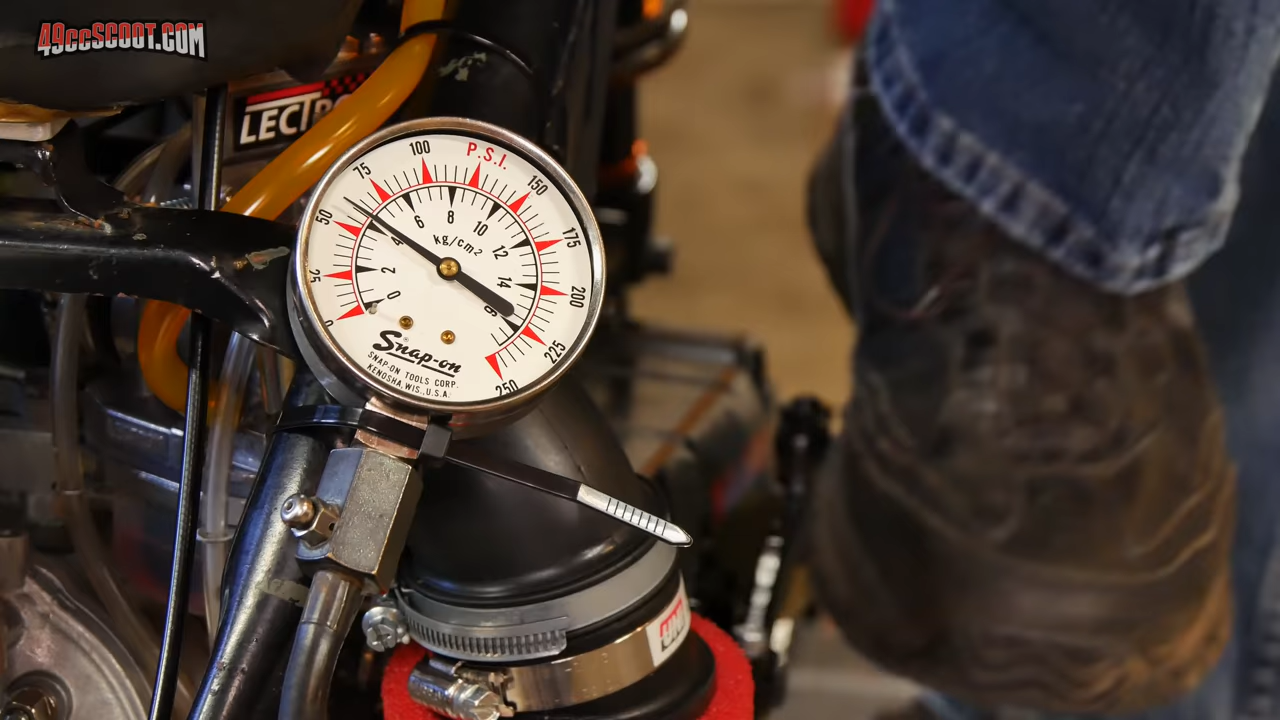 49ccSCOOT.COM
LECTR
P.S.I.
0
25
50
75
100
150
175
200
225
250
kg/cm2
0
2
4
6
8
10
12
14
16
Snap-on
SNAP-ON TOOLS CORP.
KENOSHA, WIS., U.S.A.